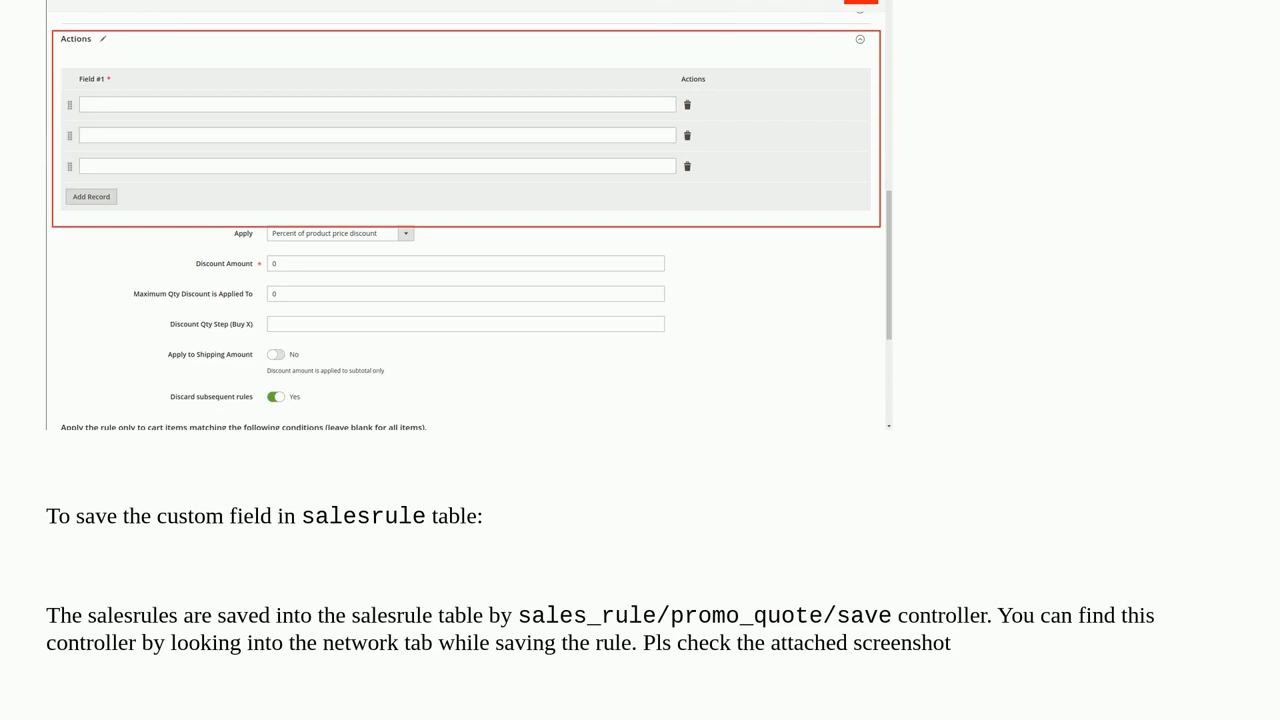 Actions
Field #1 * Actions
Add Record
Apply Percent of product price discount
Discount Amount * 0
Maximum Qty Discount is Applied To 0
Discount Qty Step (Buy X)
Apply to Shipping Amount No
Discount amount is applied to subtotal only
Discard subsequent rules Yes
Apply the rule only to cart items matching the following conditions (leave blank for all items).
To save the custom field in salesrule table:
The salesrules are saved into the salesrule table by sales_rule/promo_quote/save controller. You can find this
controller by looking into the network tab while saving the rule. Pls check the attached screenshot